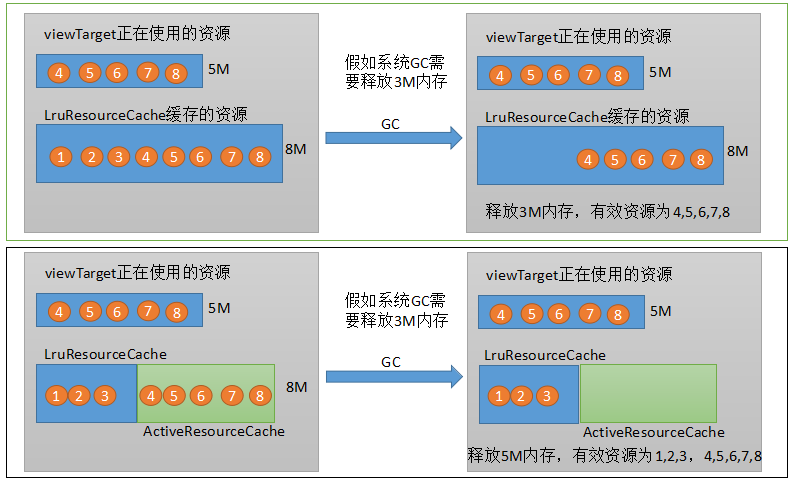 viewTarget正在使用的资源
4 5 6 7 8 5M
LruResourceCache缓存的资源
1 2 3 4 5 6 7 8 8M
假如系统GC需
要释放3M内存
GC
viewTarget正在使用的资源
4 5 6 7 8 5M
LruResourceCache缓存的资源
4 5 6 7 8 8M
释放3M内存，有效资源为4,5,6,7,8
viewTarget正在使用的资源
4 5 6 7 8 5M
LruResourceCache
1 2 3 4 5 6 7 8 8M
ActiveResourceCache
假如系统GC需
要释放3M内存
GC
viewTarget正在使用的资源
4 5 6 7 8 5M
LruResourceCache
1 2 3
ActiveResourceCache
释放5M内存，有效资源为1,2,3，4,5,6,7,8